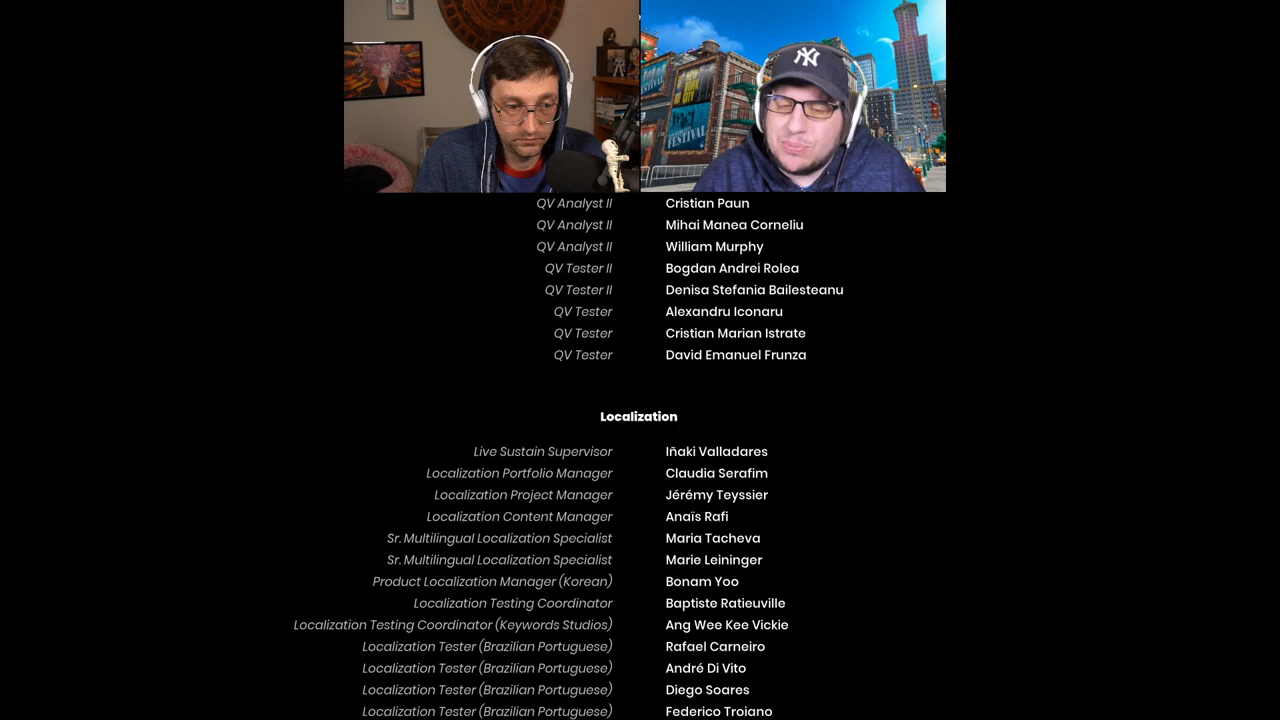 NY
CITY
FESTIVAL
QV Analyst II Cristian Paun
QV Analyst II Mihai Manea Corneliu
QV Analyst II William Murphy
QV Tester II Bogdan Andrei Rolea
QV Tester II Denisa Stefania Bailesteanu
QV Tester Alexandru Iconaru
QV Tester Cristian Marian Istrate
QV Tester David Emanuel Frunza
Localization
Live Sustain Supervisor Iñaki Valladares
Localization Portfolio Manager Claudia Serafim
Localization Project Manager Jérémy Teyssier
Localization Content Manager Anaïs Rafi
Sr. Multilingual Localization Specialist Maria Tacheva
Sr. Multilingual Localization Specialist Marie Leininger
Product Localization Manager (Korean) Bonam Yoo
Localization Testing Coordinator Baptiste Ratieuville
Localization Testing Coordinator (Keywords Studios) Ang Wee Kee Vickie
Localization Tester (Brazilian Portuguese) Rafael Carneiro
Localization Tester (Brazilian Portuguese) André Di Vito
Localization Tester (Brazilian Portuguese) Diego Soares
Localization Tester (Brazilian Portuguese) Federico Troiano